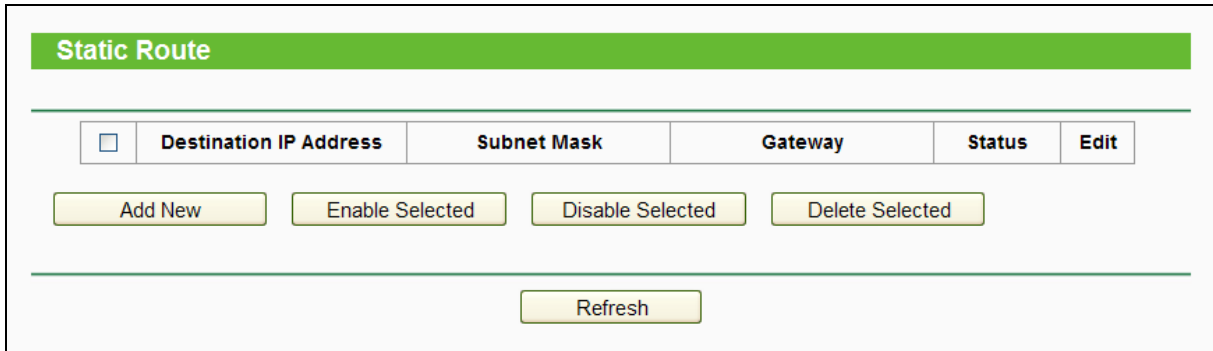 Static Route
Destination IP Address Subnet Mask Gateway Status Edit
Add New Enable Selected Disable Selected Delete Selected
Refresh